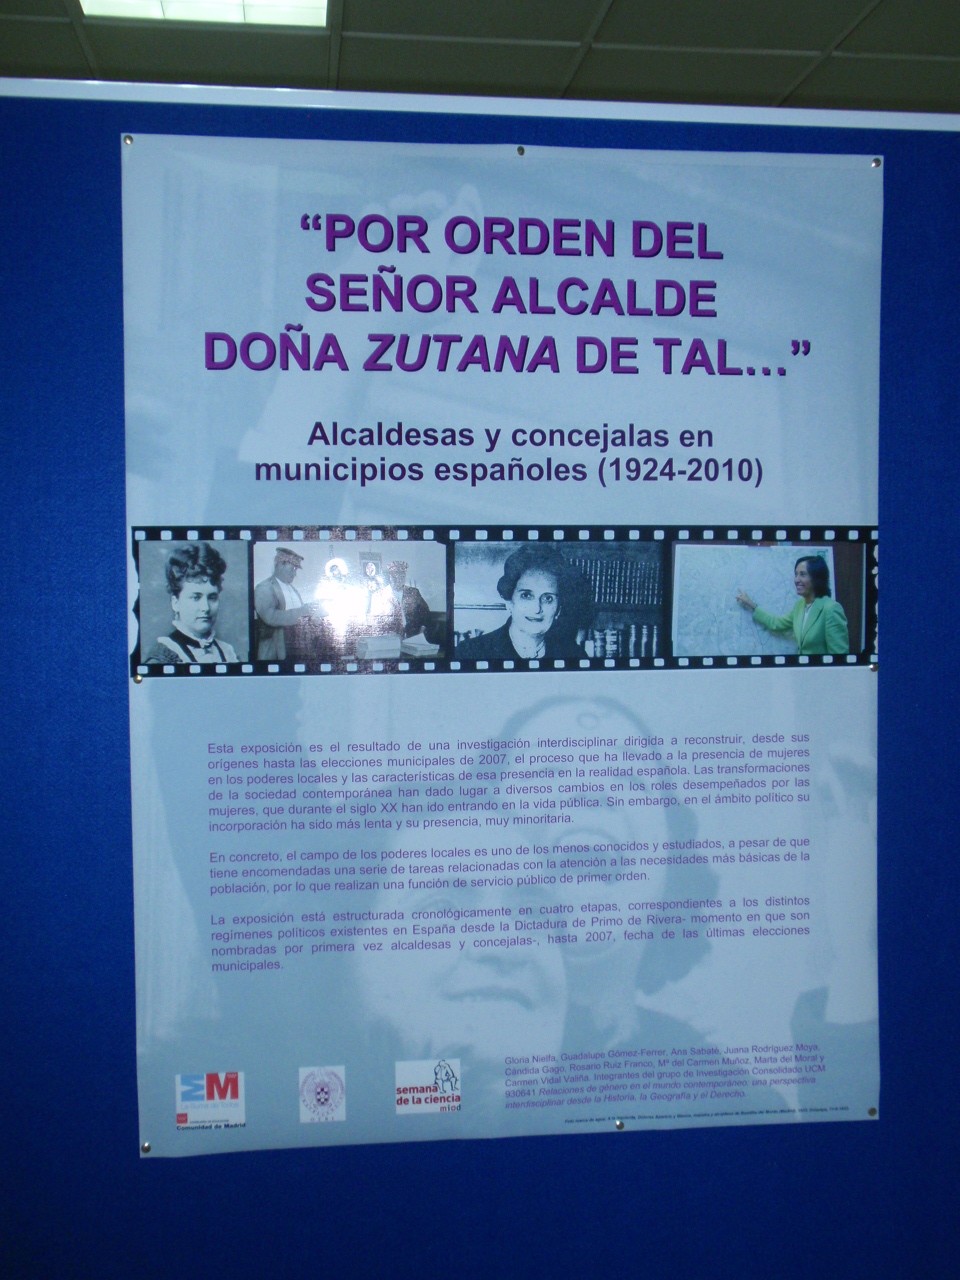 “POR ORDEN DEL
SEÑOR ALCALDE
DOÑA ZUTANA DE TAL...”
Alcaldesas y concejalas en
municipios españoles (1924-2010)
Esta exposición es el resultado de una investigación interdisciplinar dirigida a reconstruir, desde sus
orígenes hasta las elecciones municipales de 2007, el proceso que ha llevado a la presencia de mujeres
en los poderes locales y las características de esa presencia en la realidad española. Las transformaciones
de la sociedad contemporánea han dado lugar a diversos cambios en los roles desempeñados por las
mujeres, que durante el siglo XX han ido entrando en la vida pública. Sin embargo, en el ámbito político su
incorporación ha sido más lenta y su presencia, muy minoritaria.
En concreto, el campo de los poderes locales es uno de los menos conocidos y estudiados, a pesar de que
tiene encomendadas una serie de tareas relacionadas con la atención a las necesidades más básicas de la
población, por lo que realizan una función de servicio público de primer orden.
La exposición está estructurada cronológicamente en cuatro etapas, correspondientes a los distintos
regímenes políticos existentes en España desde la Dictadura de Primo de Rivera- momento en que son
nombradas por primera vez alcaldesas y concejalas-, hasta 2007, fecha de las últimas elecciones
municipales.
Gloria Nielfa, Guadalupe Gómez-Ferrer, Ana Sabaté, Juana Rodríguez Moya,
Cándida Gago, Rosario Ruiz Franco, Mª del Carmen Muñoz, Marta del Moral y
Carmen Vidal Valiña. Integrantes del grupo de Investigación Consolidado UCM
930641 Relaciones de género en el mundo contemporáneo: una perspectiva
interdisciplinar desde la Historia, la Geografía y el Derecho.
EM
Comunidad de Madrid
semana
de la ciencia
mi+d